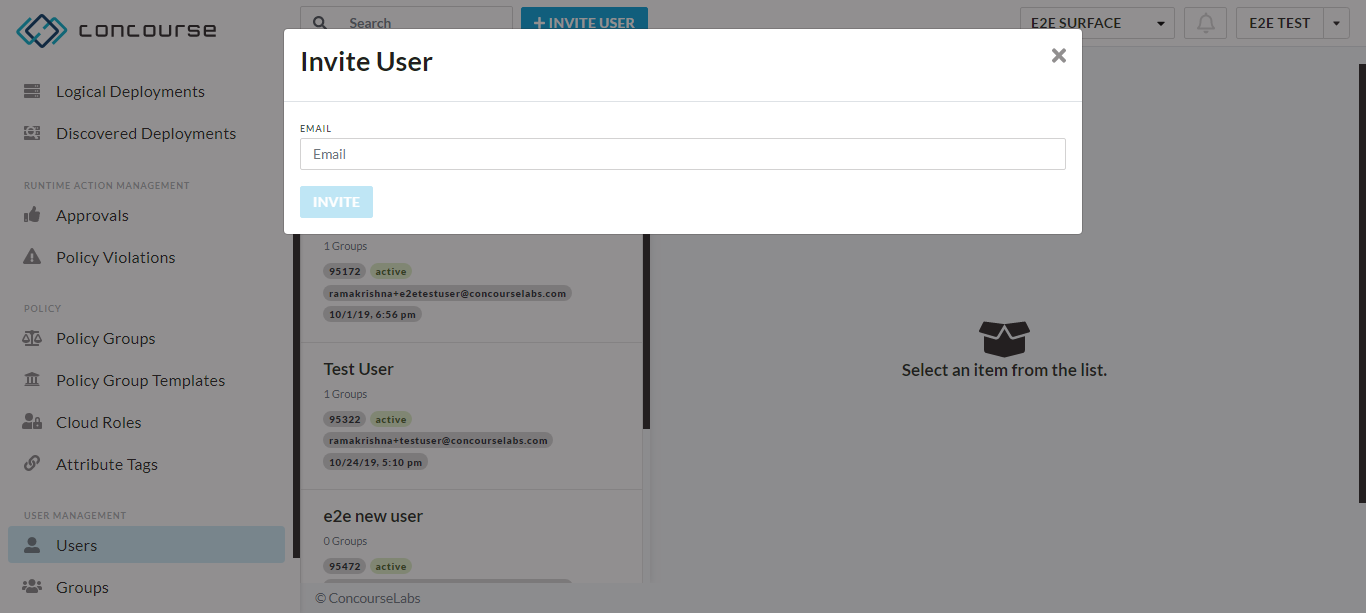 concourse
Search
INVITE USER
E2E SURFACE
E2E TEST
Invite User
EMAIL
Email
INVITE
Logical Deployments
Discovered Deployments
RUNTIME ACTION MANAGEMENT
Approvals
Policy Violations
POLICY
Policy Groups
Policy Group Templates
Cloud Roles
Attribute Tags
USER MANAGEMENT
Users
Groups
1 Groups
95172 active
ramakrishna+e2etestuser@concourselabs.com
10/1/19, 6:56 pm
Test User
1 Groups
95322 active
ramakrishna+testuser@concourselabs.com
10/24/19, 5:10 pm
e2e new user
0 Groups
95472 active
Select an item from the list.
© ConcourseLabs